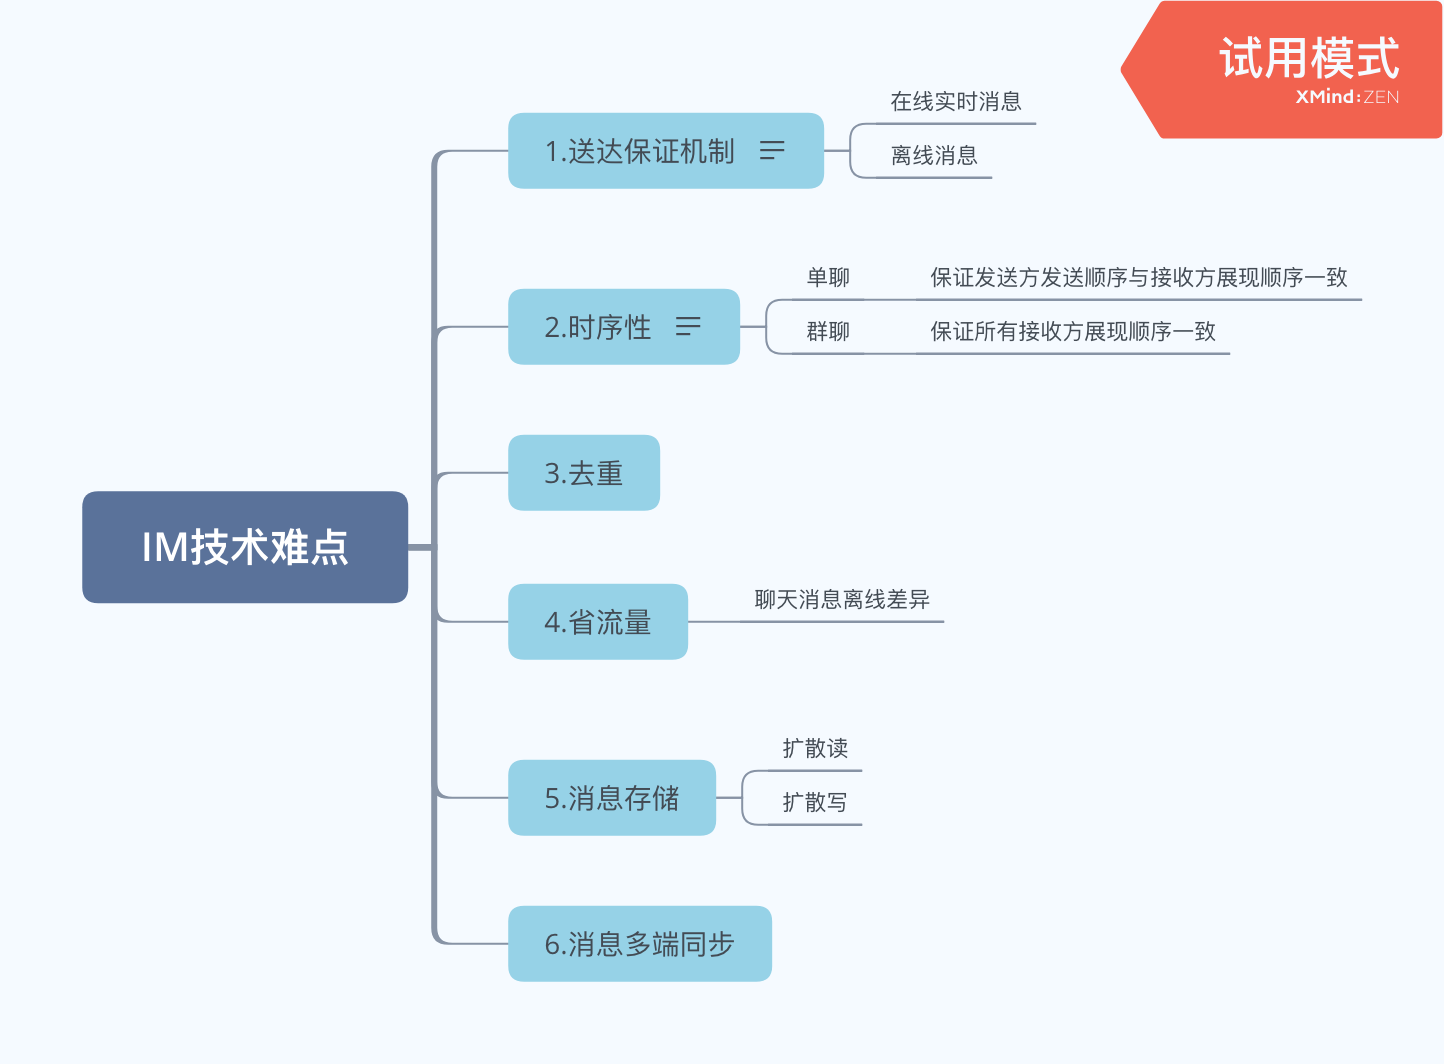 试用模式
XMind:ZEN
IM技术难点
1.送达保证机制
在线实时消息
离线消息
2.时序性
单聊
保证发送方发送顺序与接收方展现顺序一致
群聊
保证所有接收方展现顺序一致
3.去重
4.省流量
聊天消息离线差异
5.消息存储
扩散读
扩散写
6.消息多端同步